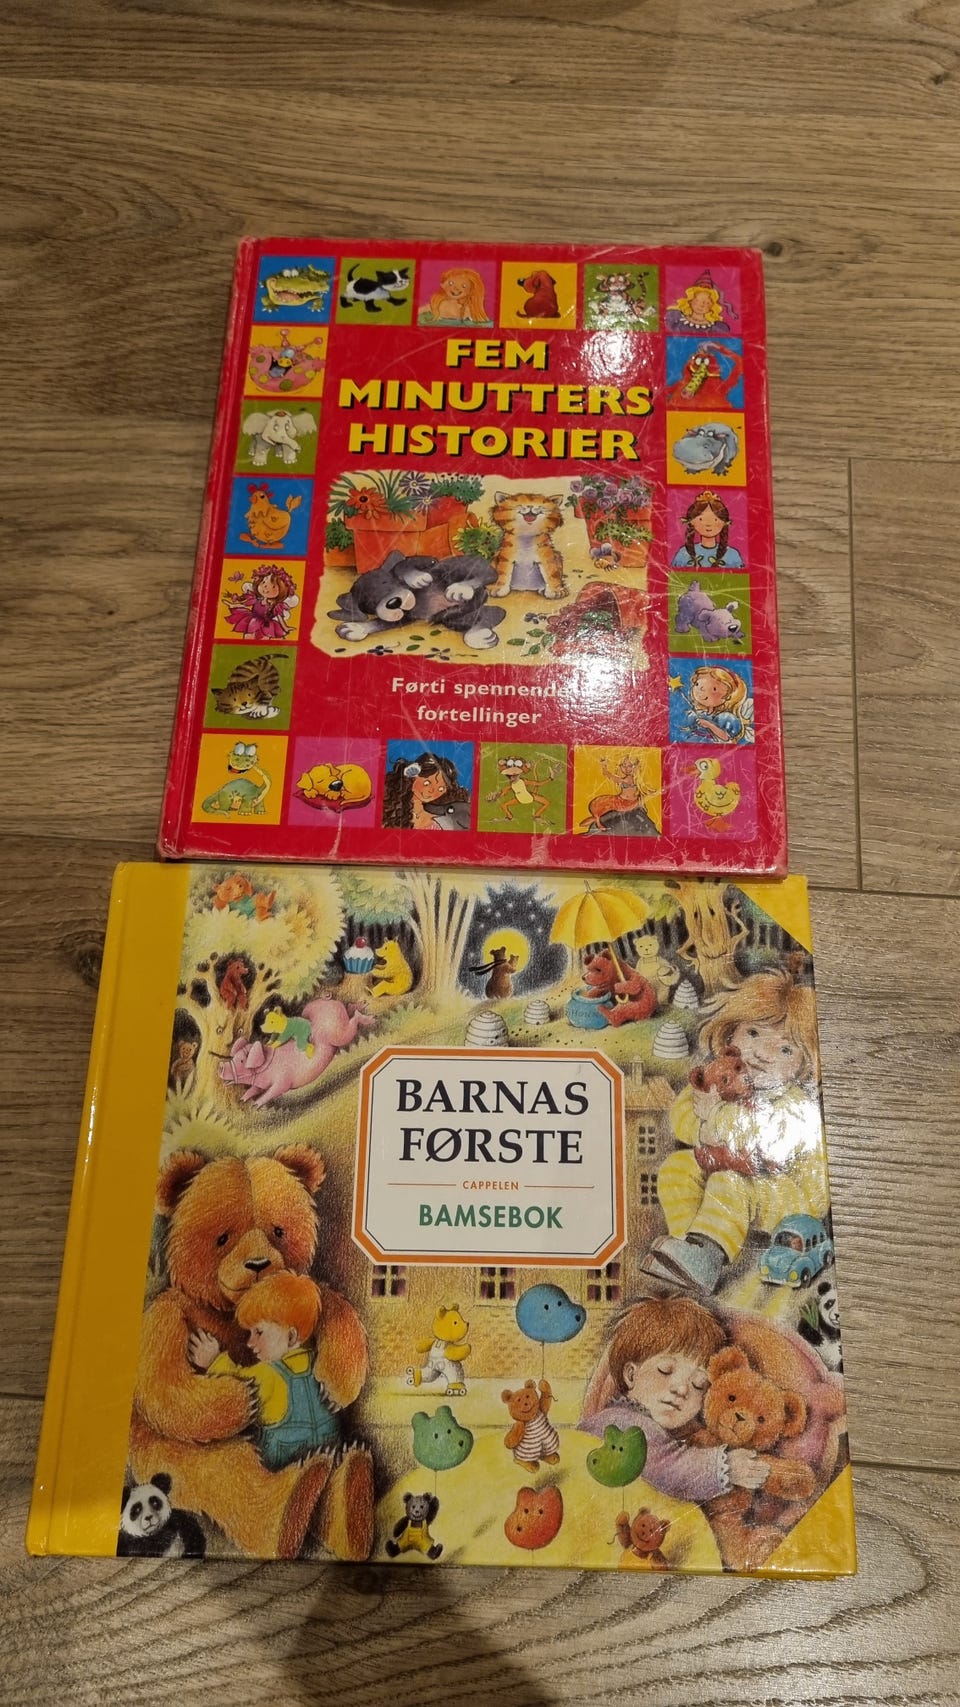 FEM
MINUTTERS
HISTORIER
Førti spennende
fortellinger
BARNAS
FØRSTE
CAPPELEN
BAMSEBOK